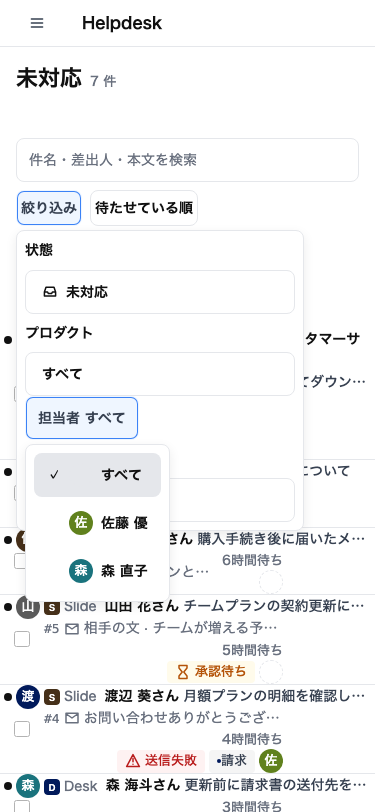 Helpdesk
未対応 7 件
件名・差出人・本文を検索
絞り込み 待たせている順
状態
未対応
プロダクト
タマーサ
すべて
てダウン…
担当者 すべて
✓ すべて
について
佐 佐藤 優
さん 購入手続き後に届いたメ…
森 森 直子
ンと…
6時間待ち
山 S Slide 山田 花さん チームプランの契約更新に…
#5 相手の文・チームが増える予…
5時間待ち
承認待ち
渡 S Slide 渡辺 葵さん 月額プランの明細を確認し…
#4 お問い合わせありがとうござ…
4時間待ち
送信失敗 •請求 佐
森 D Desk 森 海斗さん 更新前に請求書の送付先を…
3時間待ち